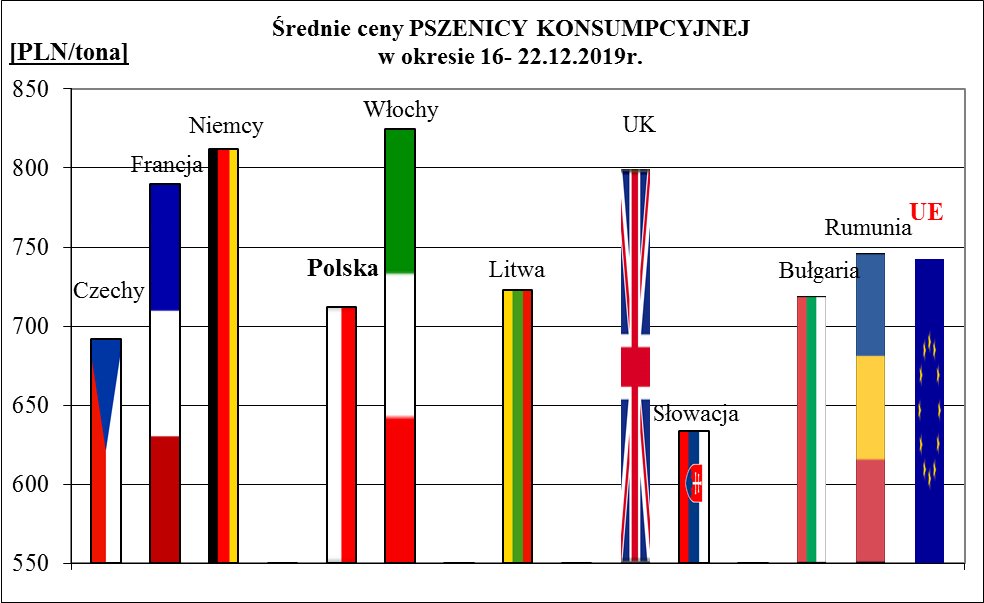 Średnie ceny PSZENICY KONSUMPCYJNEJ
w okresie 16- 22.12.2019r.
[PLN/tona]
850
800
750
700
650
600
550
Czechy
Francja
Niemcy
Polska
Włochy
Litwa
UK
Słowacja
Bułgaria
Rumunia
UE